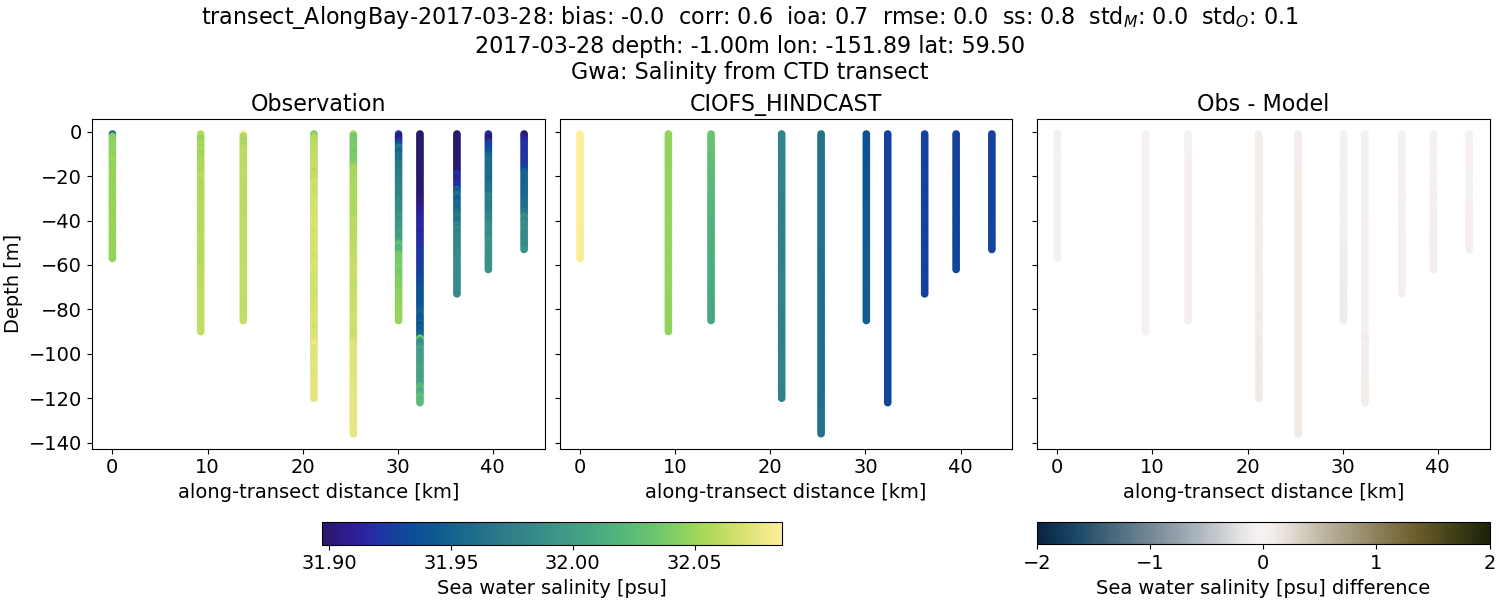 transect_AlongBay-2017-03-28: bias: -0.0 corr: 0.6 ioa: 0.7 rmse: 0.0 ss: 0.8 std_M: 0.0 std_O: 0.1
2017-03-28 depth: -1.00m lon: -151.89 lat: 59.50
Gwa: Salinity from CTD transect
Observation
CIOFS_HINDCAST
Obs - Model
Depth [m]
0
−20
−40
−60
−80
−100
−120
−140
0 10 20 30 40
0 10 20 30 40
0 10 20 30 40
along-transect distance [km]
along-transect distance [km]
along-transect distance [km]
31.90 31.95 32.00 32.05
Sea water salinity [psu]
−2 −1 0 1 2
Sea water salinity [psu] difference